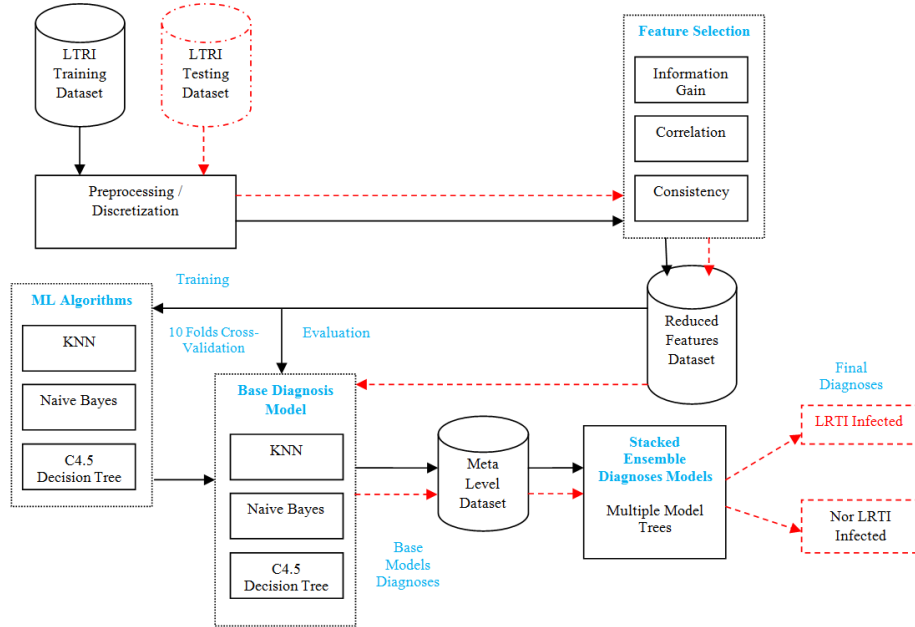 LTRI
Training
Dataset
LTRI
Testing
Dataset
Preprocessing /
Discretization
Feature Selection
Information
Gain
Correlation
Consistency
Training
ML Algorithms
KNN
Naive Bayes
C4.5
Decision Tree
10 Folds Cross-
Validation
Evaluation
Reduced
Features
Dataset
Base Diagnosis
Model
KNN
Naive Bayes
C4.5
Decision Tree
Base
Models
Diagnoses
Meta
Level
Dataset
Stacked
Ensemble
Diagnoses Models
Multiple Model
Trees
Final
Diagnoses
LRTI Infected
Nor LRTI
Infected